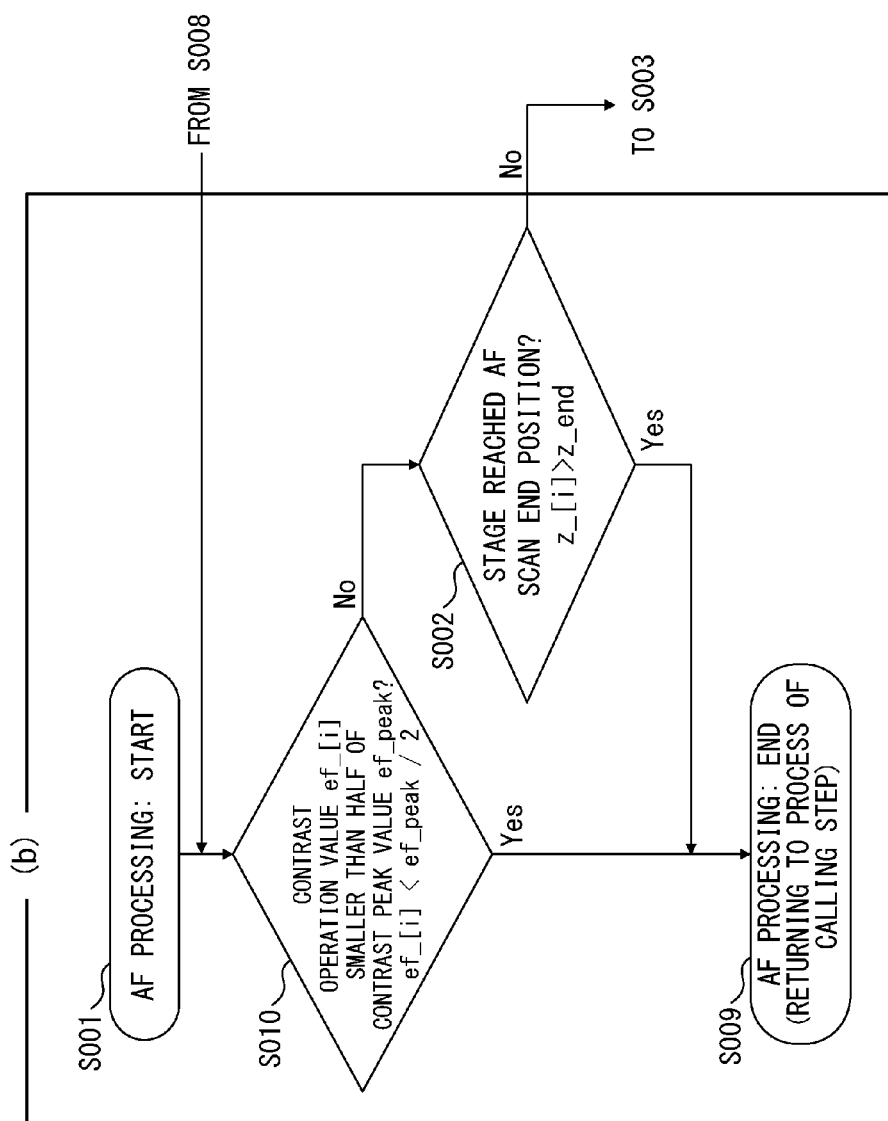 (b)
S001
AF PROCESSING: START
FROM S008
S010
CONTRAST
OPERATION VALUE ef_[i]
SMALLER THAN HALF OF
CONTRAST PEAK VALUE ef_peak?
ef_[i] < ef_peak / 2
No
Yes
S002
STAGE REACHED AF
SCAN END POSITION?
z_[i]>z_end
No
TO S003
Yes
S009
AF PROCESSING: END
(RETURNING TO PROCESS OF
CALLING STEP)